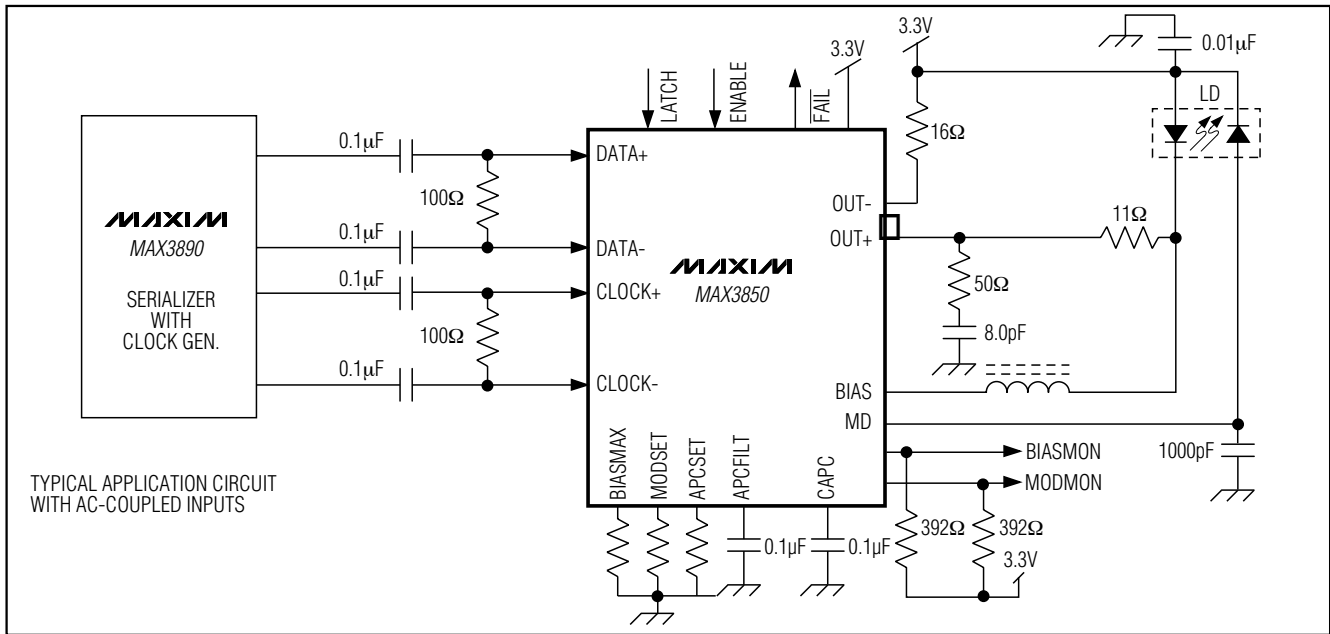 3.3V
3.3V
0.01µF
LATCH
ENABLE
FAIL
LD
MAXIM
MAX3890
SERIALIZER
WITH
CLOCK GEN.
0.1µF
0.1µF
0.1µF
0.1µF
100Ω
100Ω
DATA+
DATA-
CLOCK+
CLOCK-
MAXIM
MAX3850
16Ω
OUT-
OUT+
11Ω
50Ω
8.0pF
BIAS
MD
BIASMON
MODMON
1000pF
BIASMAX
MODSET
APCSET
APCFILT
CAPC
0.1µF
0.1µF
392Ω
392Ω
3.3V
TYPICAL APPLICATION CIRCUIT
WITH AC-COUPLED INPUTS